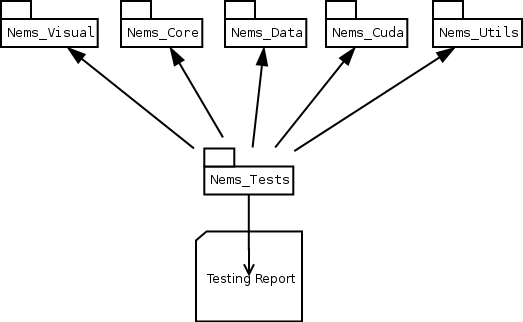 Nems_Visual
Nems_Core
Nems_Data
Nems_Cuda
Nems_Utils
Nems_Tests
Testing Report